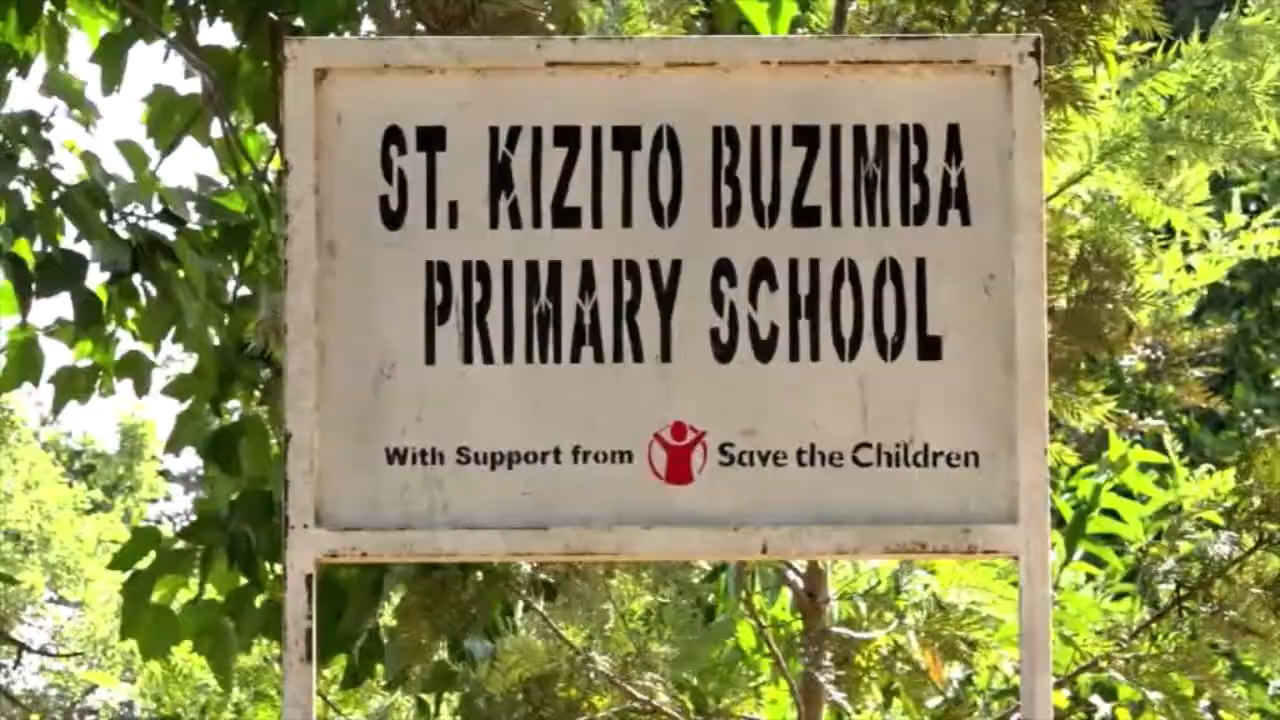 ST. KIZITO BUZIMBA
PRIMARY SCHOOL
With Support from Save the Children